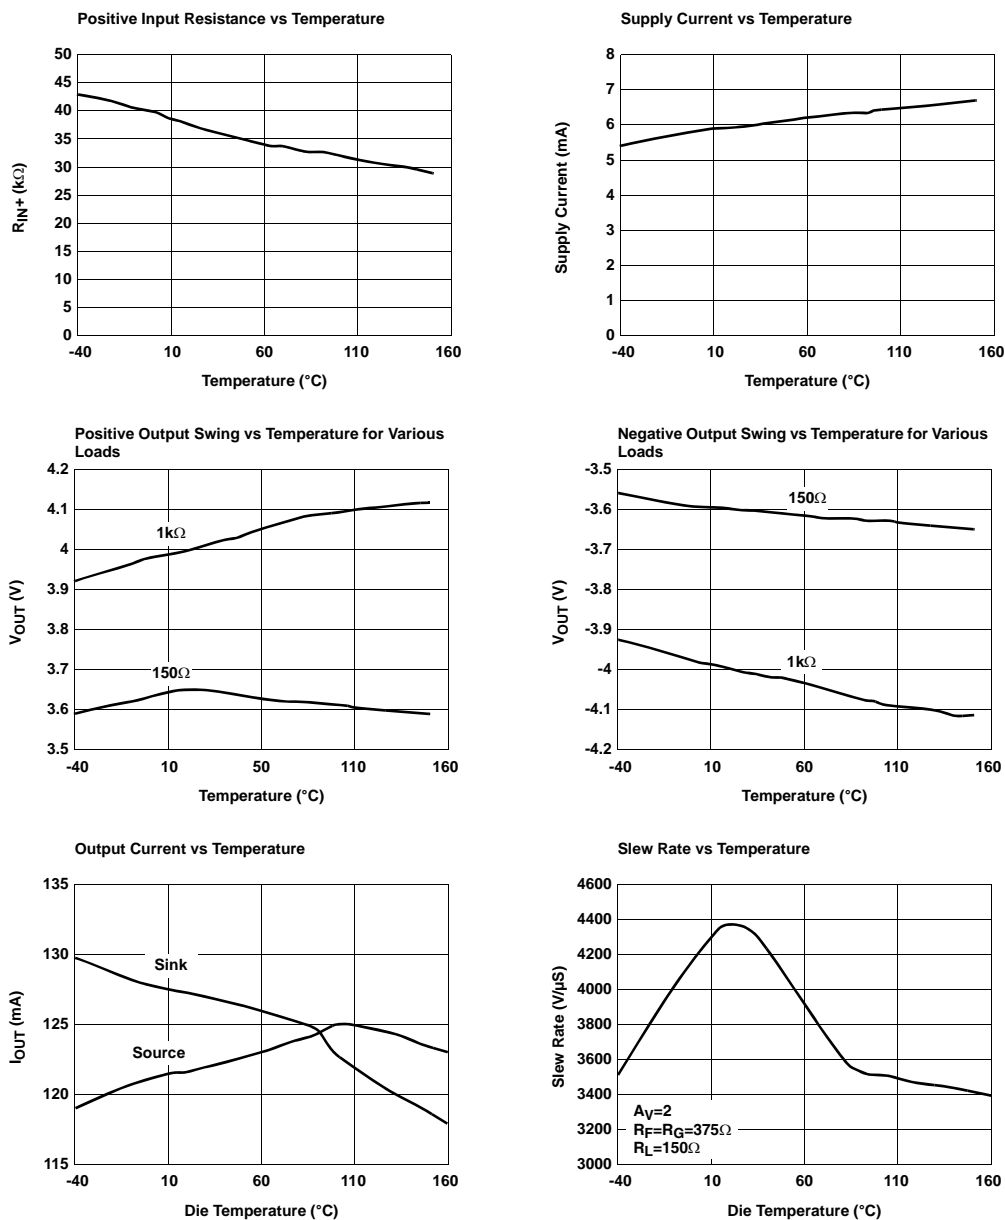 Positive Input Resistance vs Temperature
50
45
40
35
30
25
20
15
10
5
0
RIN+ (kΩ)
-40 10 60 110 160
Temperature (°C)
Supply Current vs Temperature
8
7
6
5
4
3
2
1
0
Supply Current (mA)
-40 10 60 110 160
Temperature (°C)
Positive Output Swing vs Temperature for Various
Loads
4.2
4.1
4
3.9
3.8
3.7
3.6
3.5
VOUT (V)
1kΩ
150Ω
-40 10 50 110 160
Temperature (°C)
Negative Output Swing vs Temperature for Various
Loads
-3.5
-3.6
-3.7
-3.8
-3.9
-4
-4.1
-4.2
VOUT (V)
150Ω
1kΩ
-40 10 60 110 160
Temperature (°C)
Output Current vs Temperature
135
130
125
120
115
IOUT (mA)
Sink
Source
-40 10 60 110 160
Die Temperature (°C)
Slew Rate vs Temperature
4600
4400
4200
4000
3800
3600
3400
3200
3000
Slew Rate (V/µS)
AV=2
RF=RG=375Ω
RL=150Ω
-40 10 60 110 160
Die Temperature (°C)